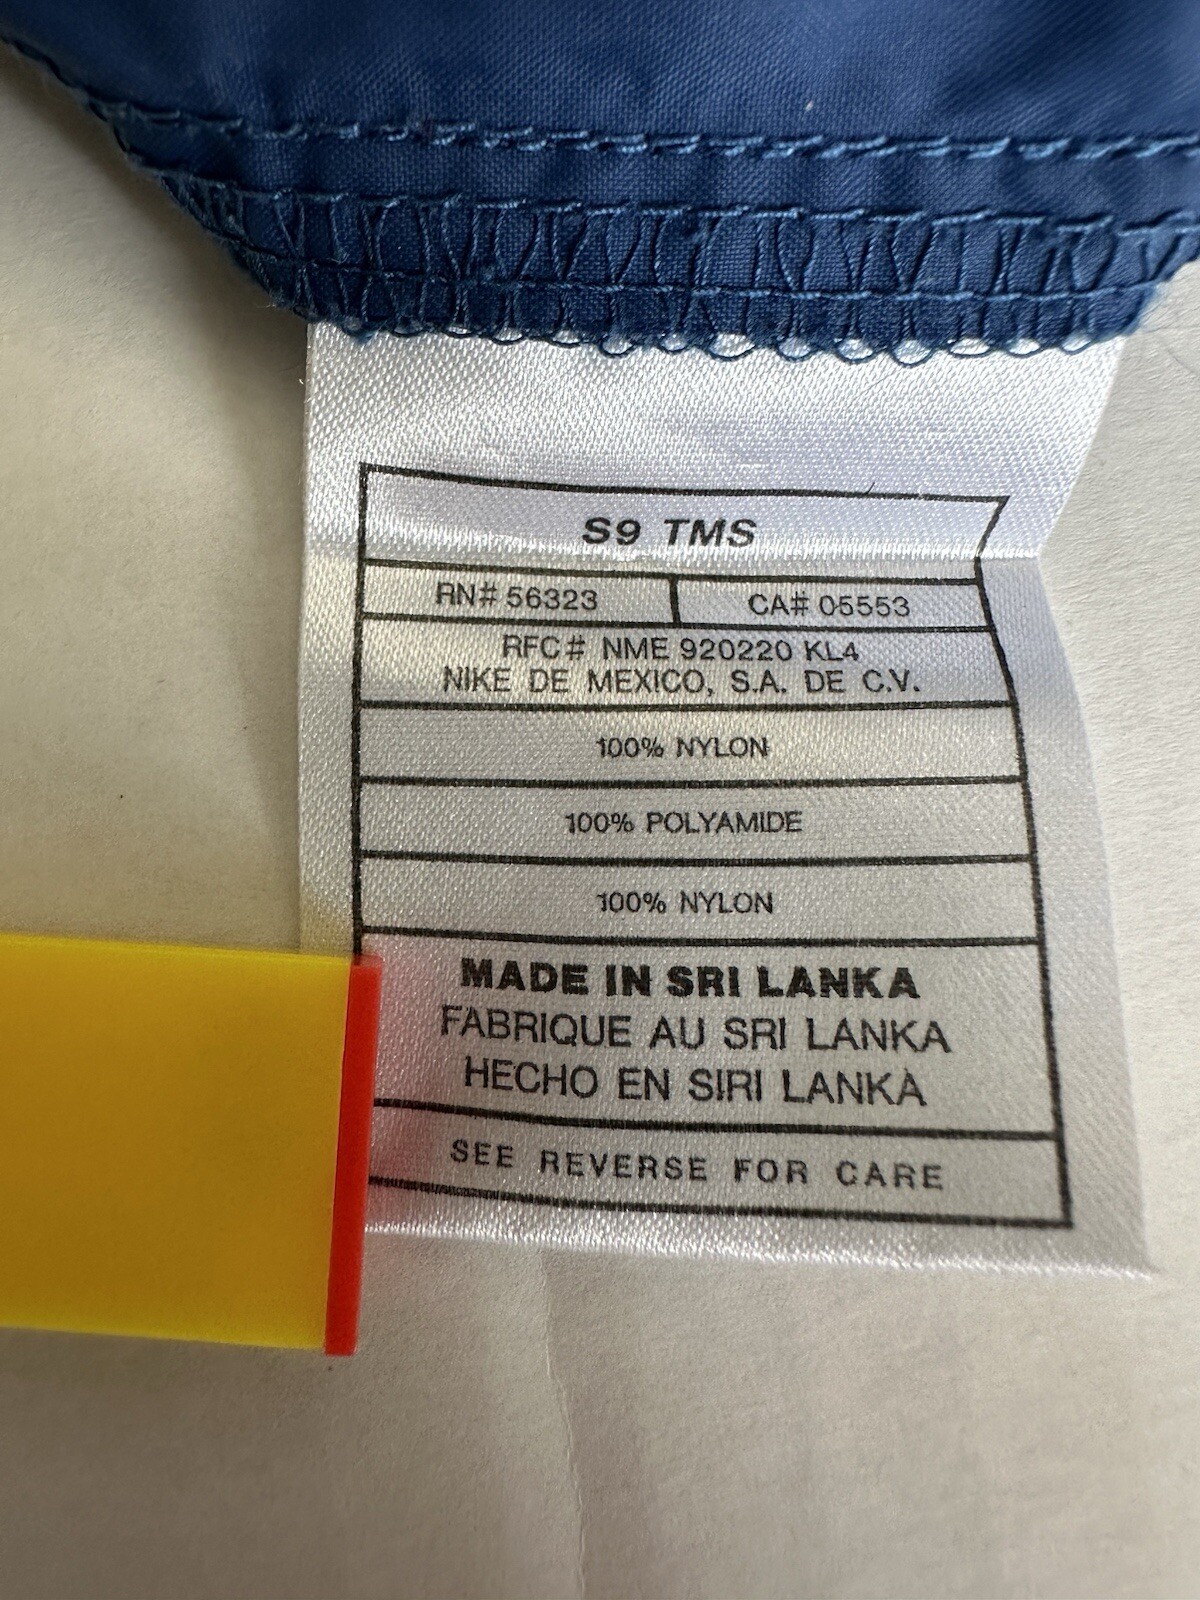 S9 TMS
RN# 56323
CA# 05553
RFC# NME 920220 KL4
NIKE DE MEXICO, S.A. DE C.V.
100% NYLON
100% POLYAMIDE
100% NYLON
MADE IN SRI LANKA
FABRIQUE AU SRI LANKA
HECHO EN SIRI LANKA
SEE REVERSE FOR CARE